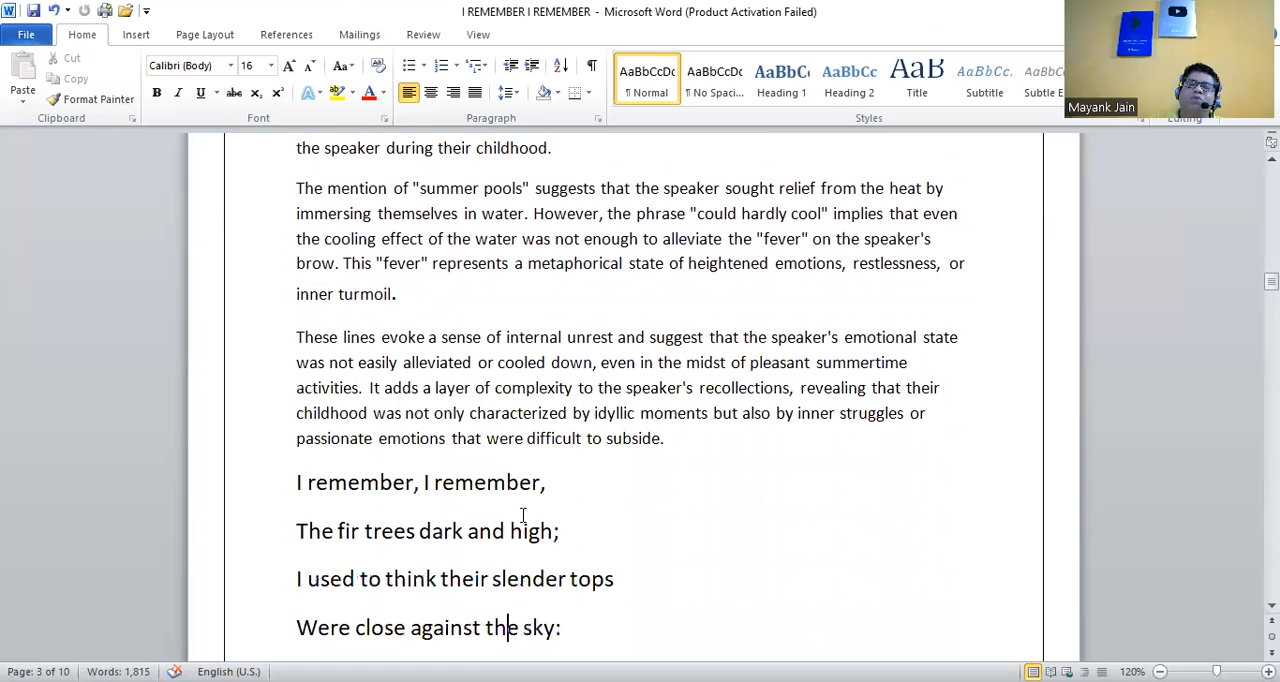 I REMEMBER I REMEMBER - Microsoft Word (Product Activation Failed)
File Home Insert Page Layout References Mailings Review View
Paste
Cut
Copy
Format Painter
Clipboard
Calibri (Body) 16
Font
Paragraph
AaBbCcDc AaBbCcDc AaBbC AaBbCc AaB AaBbCc. AaBbCc
¶ Normal ¶ No Spaci... Heading 1 Heading 2 Title Subtitle Subtle E
Styles
Editing
Mayank Jain
the speaker during their childhood.
The mention of "summer pools" suggests that the speaker sought relief from the heat by
immersing themselves in water. However, the phrase "could hardly cool" implies that even
the cooling effect of the water was not enough to alleviate the "fever" on the speaker's
brow. This "fever" represents a metaphorical state of heightened emotions, restlessness, or
inner turmoil.
These lines evoke a sense of internal unrest and suggest that the speaker's emotional state
was not easily alleviated or cooled down, even in the midst of pleasant summertime
activities. It adds a layer of complexity to the speaker's recollections, revealing that their
childhood was not only characterized by idyllic moments but also by inner struggles or
passionate emotions that were difficult to subside.
I remember, I remember,
The fir trees dark and high;
I used to think their slender tops
Were close against the sky:
Page: 3 of 10 Words: 1,815 English (U.S.) 120%